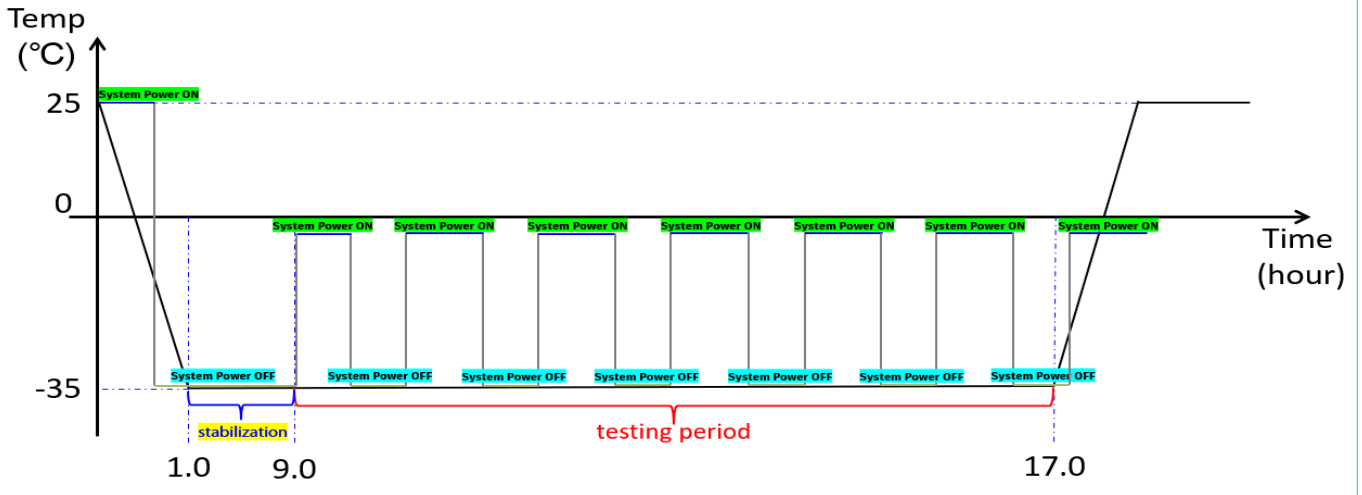 Temp
(℃)
System Power ON
25
0
System Power ON System Power ON System Power ON System Power ON System Power ON System Power ON System Power ON
Time
(hour)
System Power OFF System Power OFF System Power OFF System Power OFF System Power OFF System Power OFF System Power OFF
-35
stabilization
testing period
1.0
9.0
17.0